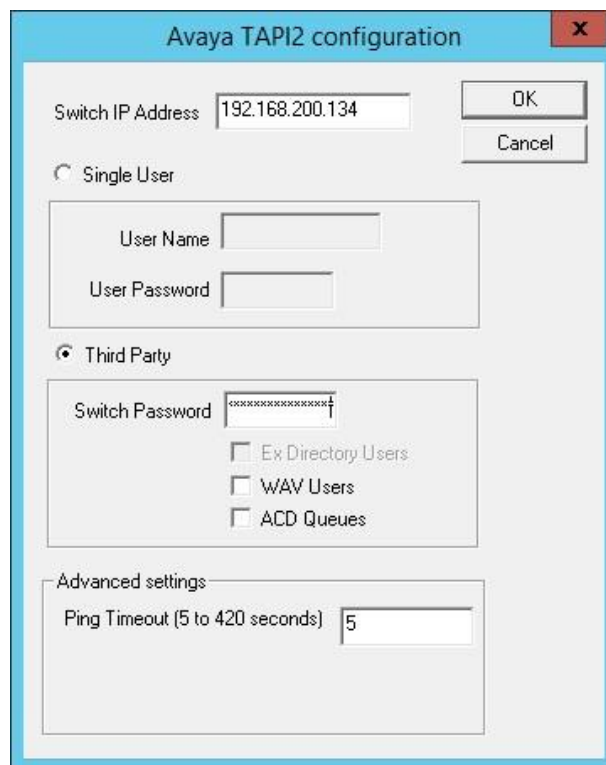 Avaya TAPI2 configuration
x
Switch IP Address 192.168.200.134
OK
Cancel
Single User
User Name
User Password
Third Party
Switch Password
Ex Directory Users
WAV Users
ACD Queues
Advanced settings
Ping Timeout (5 to 420 seconds) 5